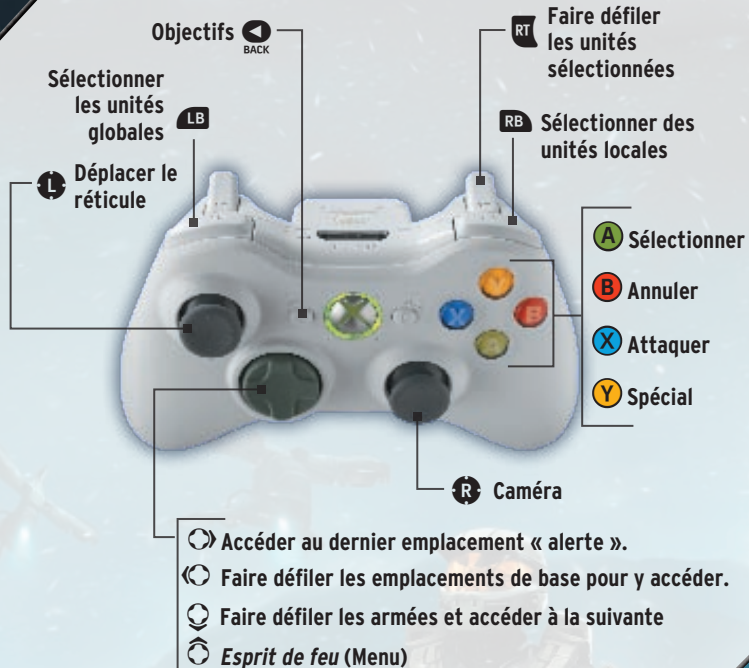 Objectifs
BACK
RT
Faire défiler
les unités
sélectionnées
Sélectionner
les unités
globales
LB
RB
Sélectionner des
unités locales
L
Déplacer le
réticule
A Sélectionner
B Annuler
X Attaquer
Y Spécial
Y
X
B
A
R
Caméra
Accéder au dernier emplacement « alerte ».
Faire défiler les emplacements de base pour y accéder.
Faire défiler les armées et accéder à la suivante
Esprit de feu (Menu)